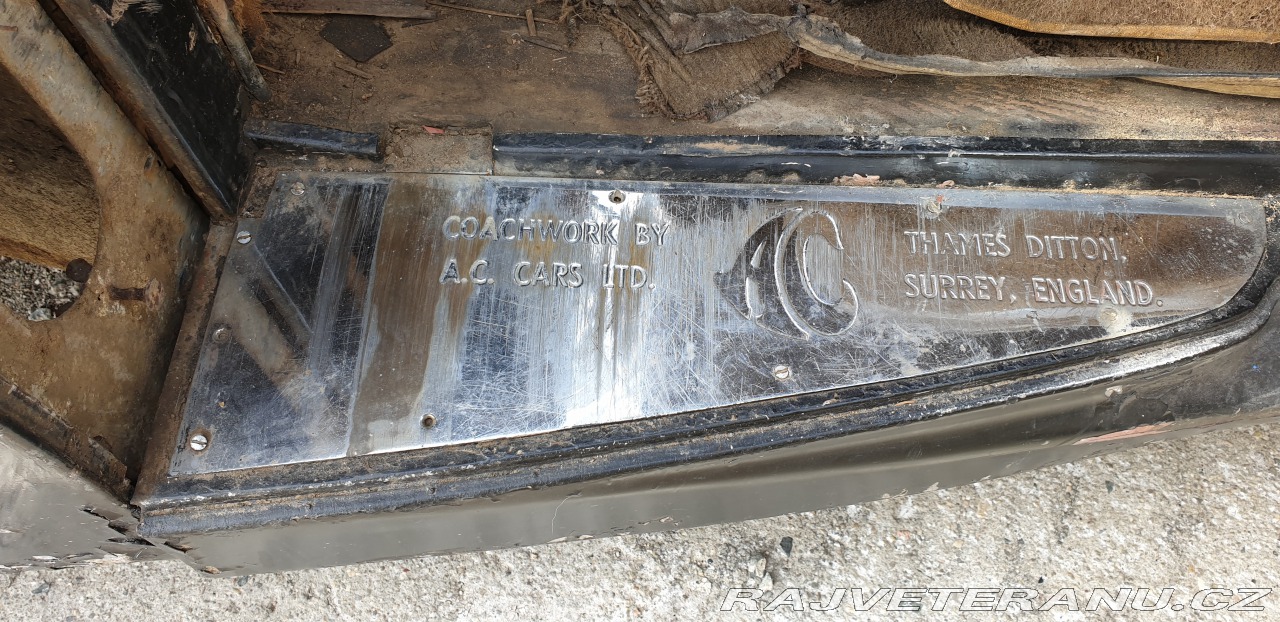 COACHWORK BY
A.C. CARS LTD.
AC
THAMES DITTON,
SURREY, ENGLAND.
RAJVETERANU.CZ